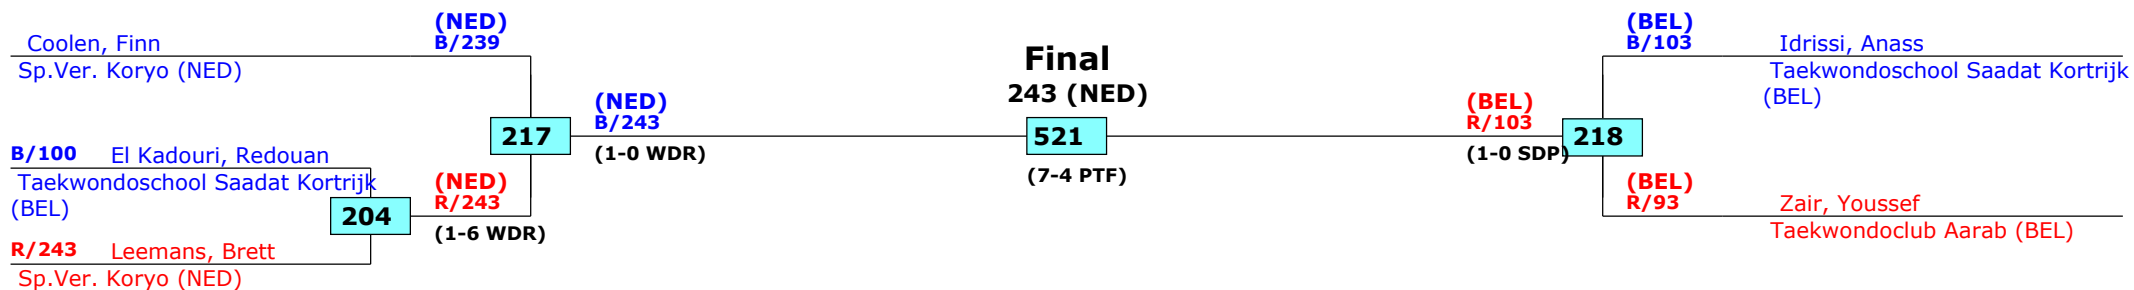 (NED)
B/239
Coolen, Finn
Sp.Ver. Koryo (NED)
B/100 El Kadouri, Redouan
Taekwondoschool Saadat Kortrijk
(BEL)
R/243 Leemans, Brett
Sp.Ver. Koryo (NED)
204
(NED)
R/243
(1-6 WDR)
217
(NED)
B/243
(1-0 WDR)
Final
243 (NED)
521
(7-4 PTF)
(BEL)
R/103
(1-0 SDP)
218
(BEL)
B/103
Idrissi, Anass
Taekwondoschool Saadat Kortrijk
(BEL)
(BEL)
R/93
Zair, Youssef
Taekwondoclub Aarab (BEL)